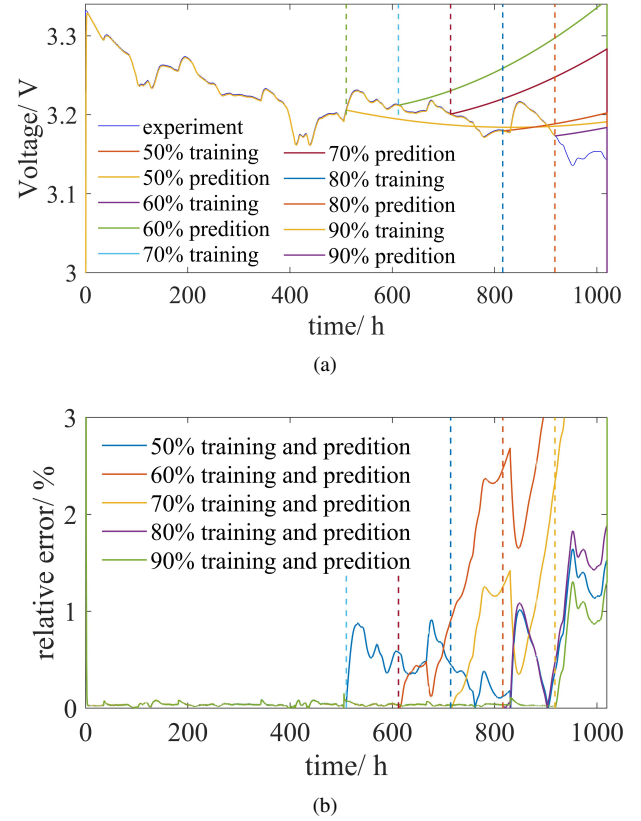 3.3
3.2
3.1
3
Voltage/ V
experiment
50% training
50% predition
60% training
60% predition
70% training
70% predition
80% training
80% predition
90% training
90% predition
0 200 400 600 800 1000
time/ h
(a)
3
2
1
0
relative error/ %
50% training and predition
60% training and predition
70% training and predition
80% training and predition
90% training and predition
0 200 400 600 800 1000
time/ h
(b)